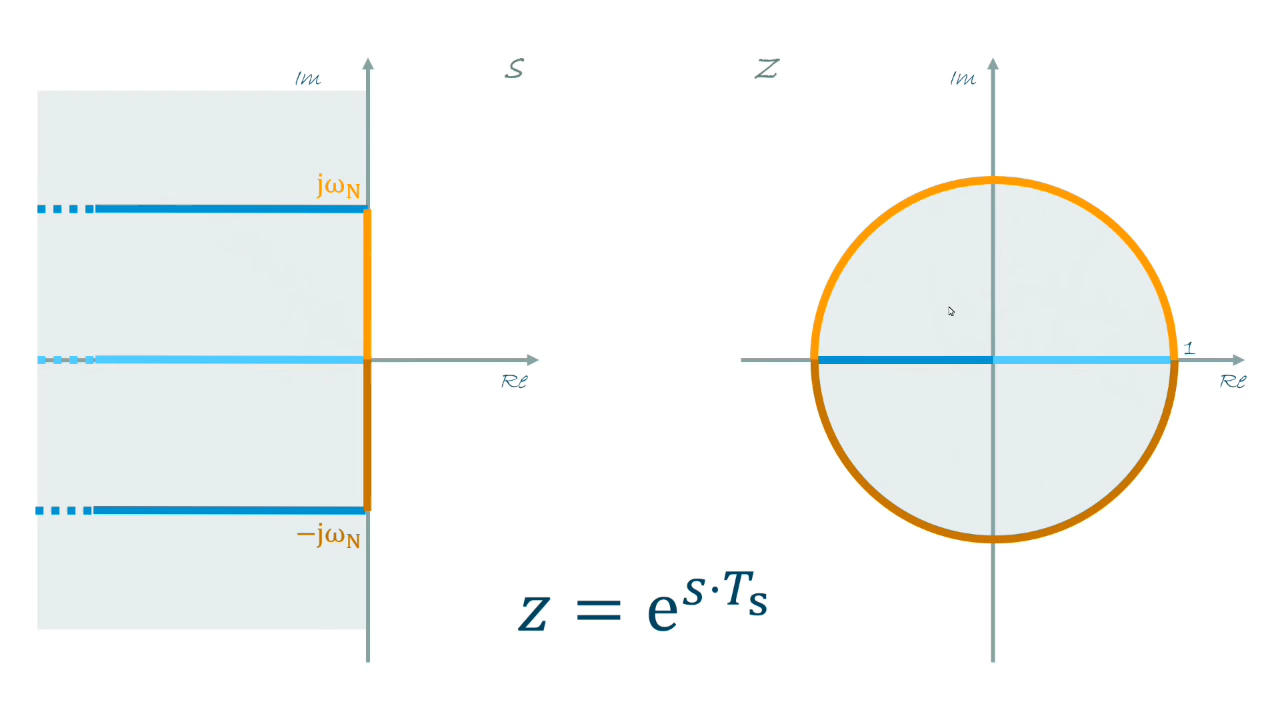 Im
S
Z
Im
jω_N
1
Re
Re
−jω_N
z = e^{s·T_s}